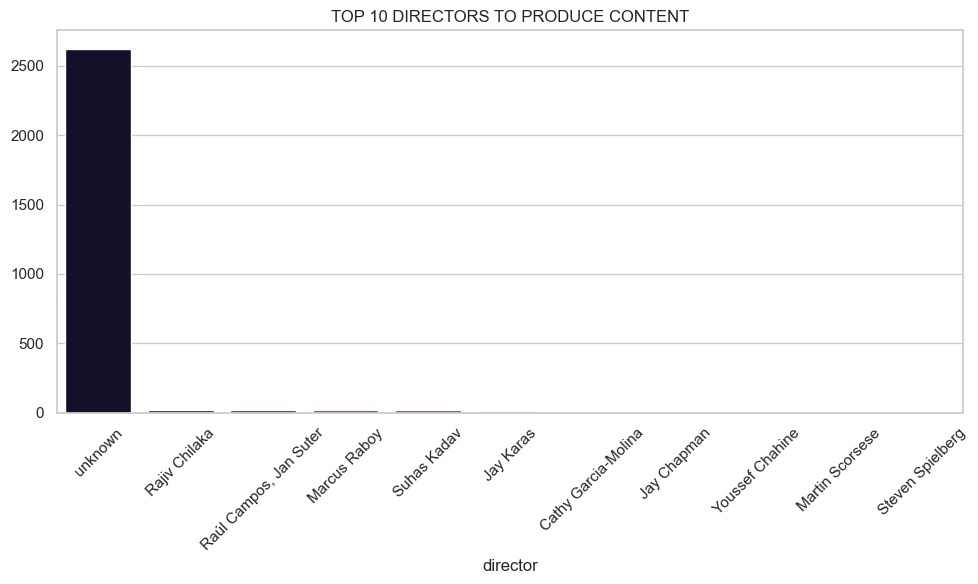 TOP 10 DIRECTORS TO PRODUCE CONTENT
2500
2000
1500
1000
500
0
unknown
Rajiv Chilaka
Raúl Campos, Jan Suter
Marcus Raboy
Suhas Kadav
Jay Karas
Cathy Garcia-Molina
Jay Chapman
Youssef Chahine
Martin Scorsese
Steven Spielberg
director